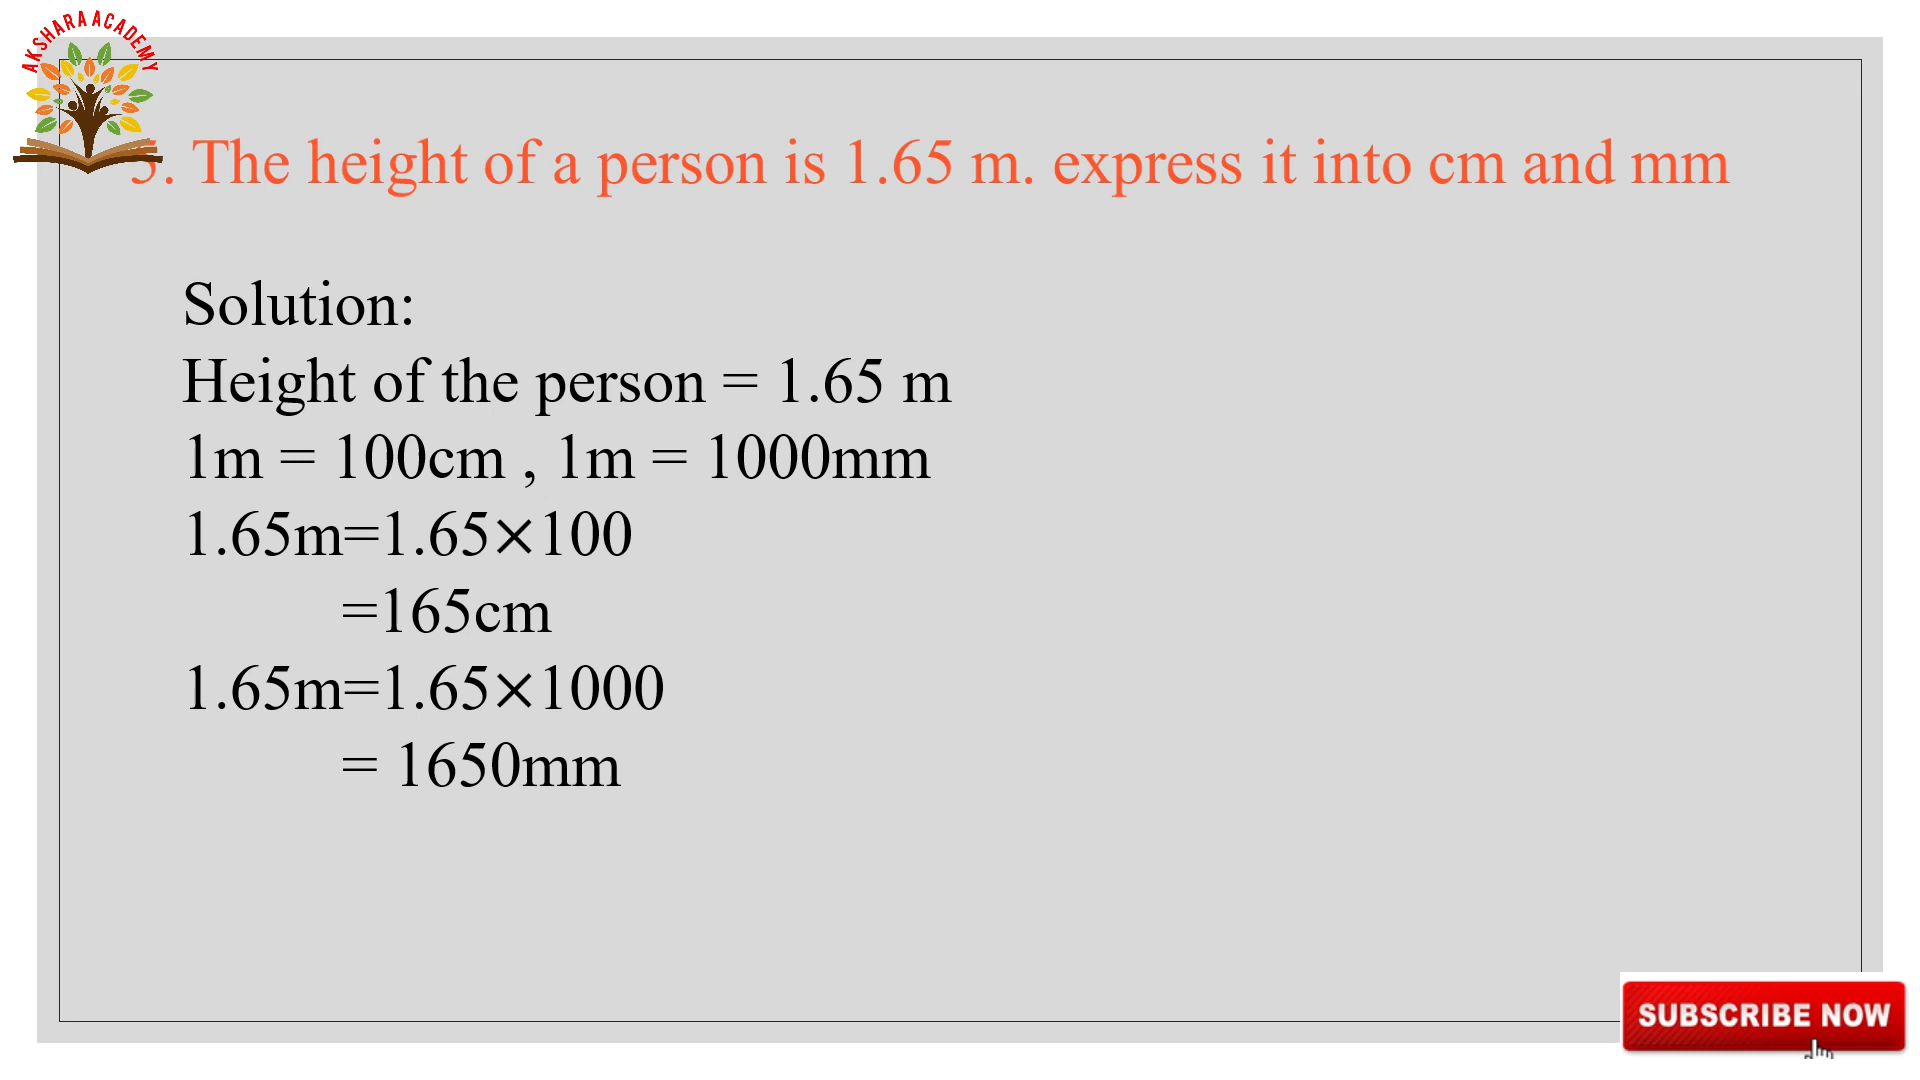 AKSHARA ACADEMY
5. The height of a person is 1.65 m. express it into cm and mm
Solution:
Height of the person = 1.65 m
1m = 100cm , 1m = 1000mm
1.65m=1.65×100
=165cm
1.65m=1.65×1000
= 1650mm
SUBSCRIBE NOW